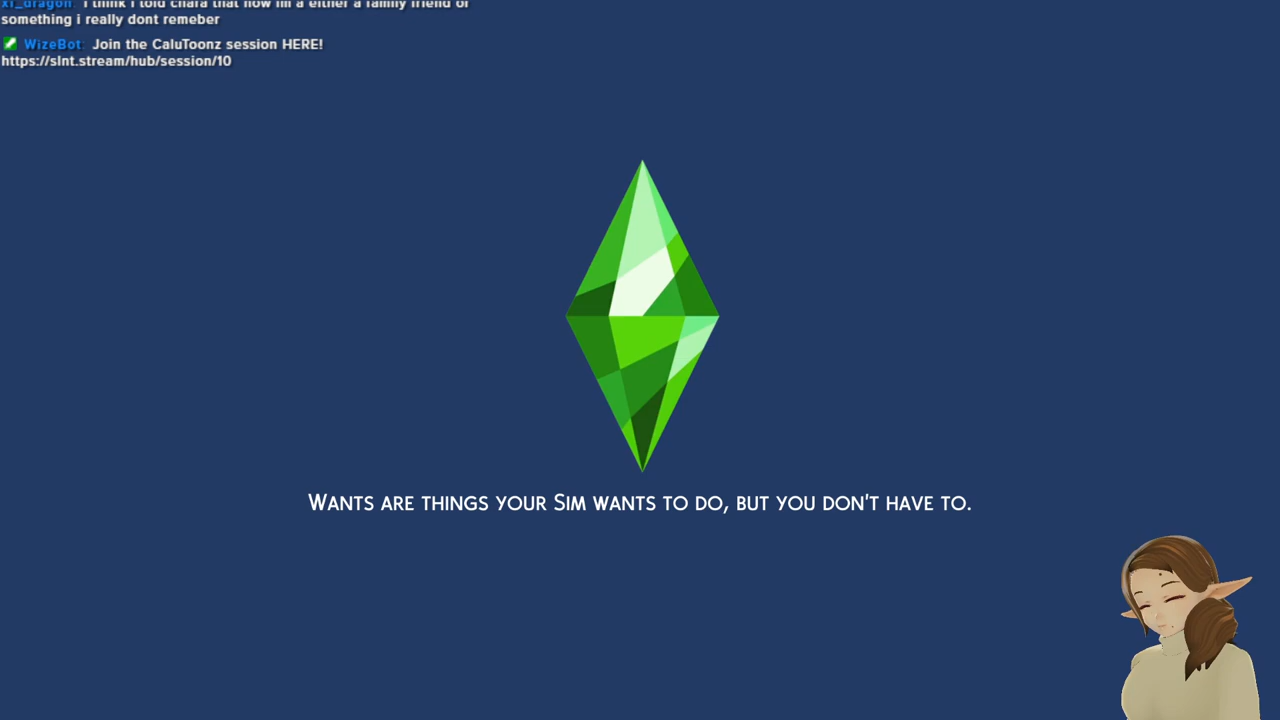 xi_dragon: I think i told chara that now im a either a family friend or
something i really dont remeber
WizeBot: Join the CaluToonz session HERE!
https://slnt.stream/hub/session/10
Wants are things your Sim wants to do, but you don't have to.